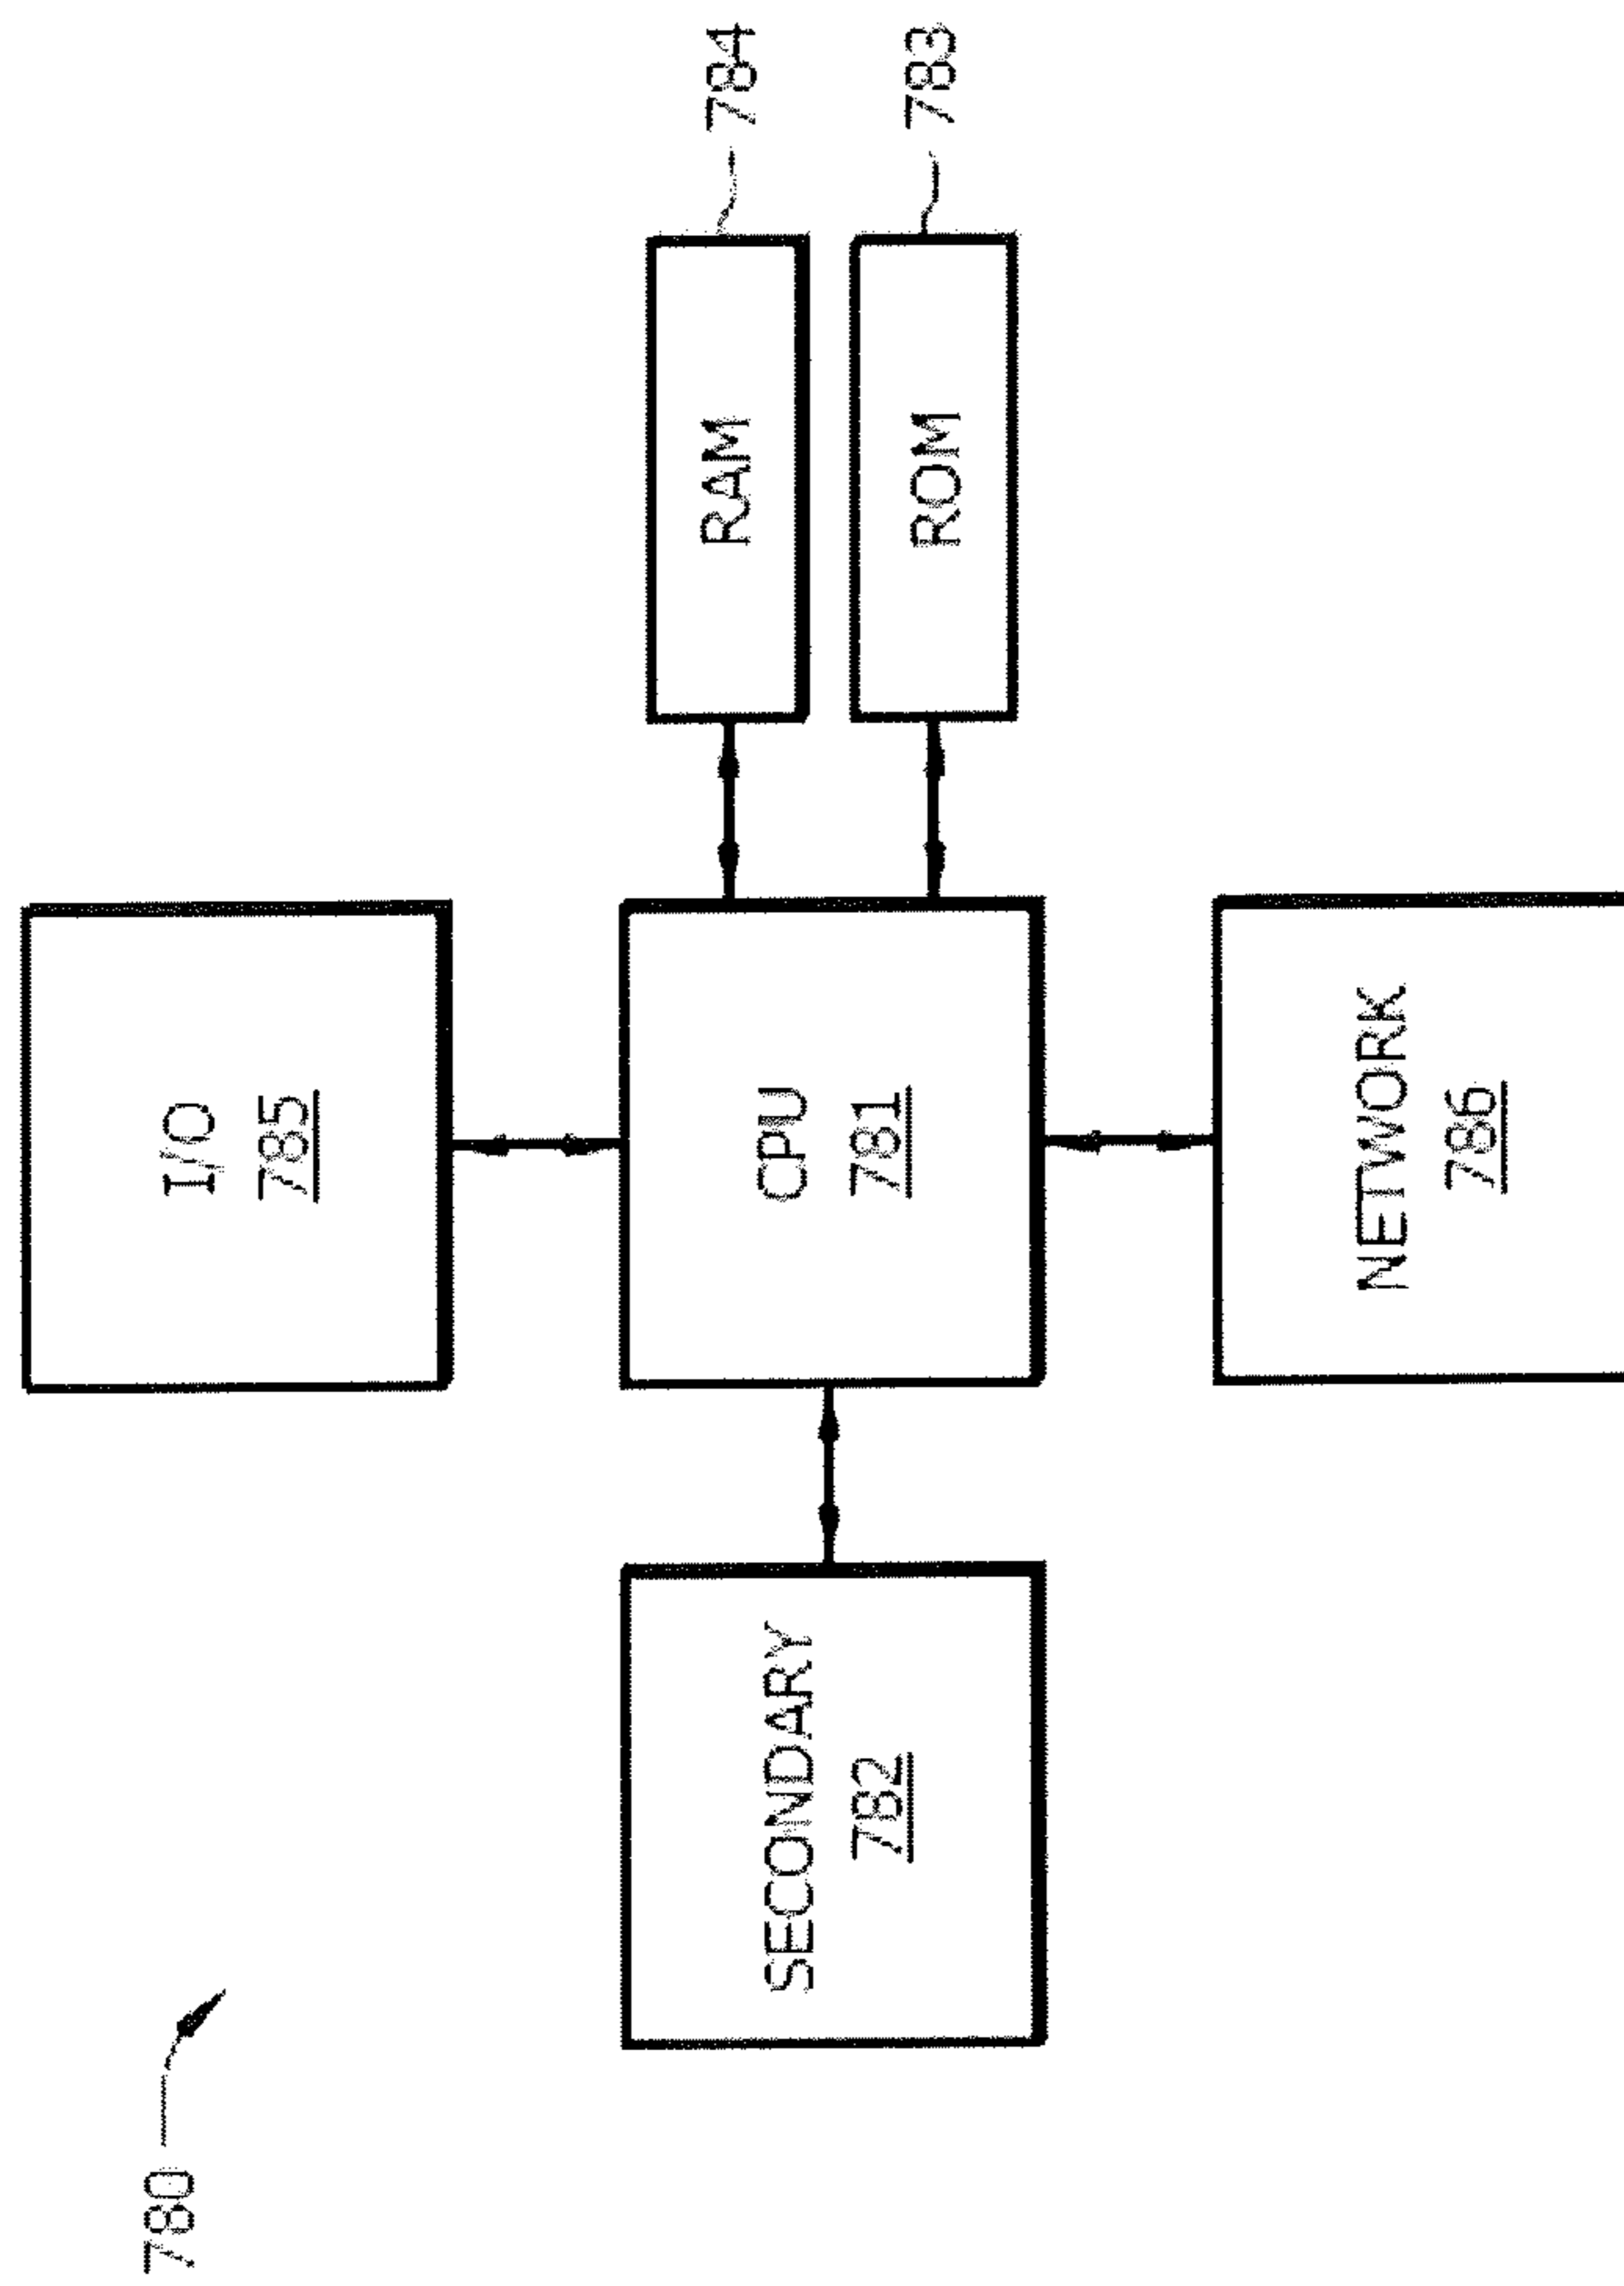 780
I/O
785
SECONDARY
782
CPU
781
RAM
784
ROM
783
NETWORK
786